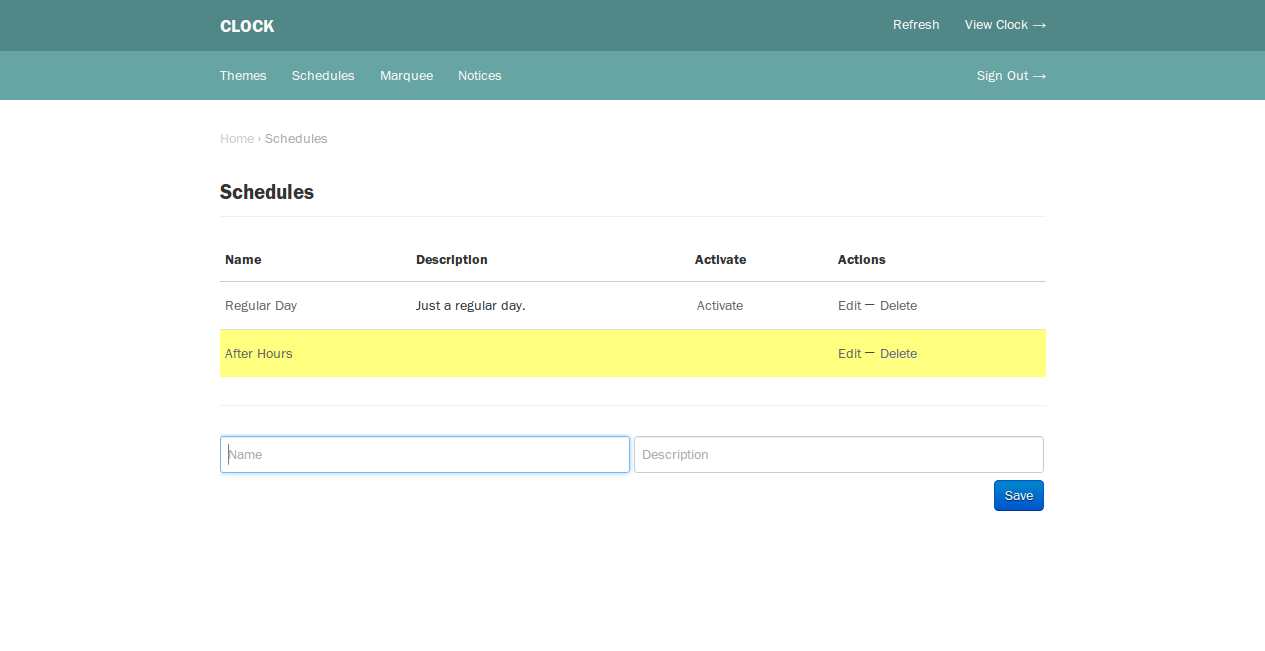 CLOCK Refresh View Clock →
Themes Schedules Marquee Notices Sign Out →
Home › Schedules
Schedules
Name Description Activate Actions
Regular Day Just a regular day. Activate Edit — Delete
After Hours Edit — Delete
Name Description
Save